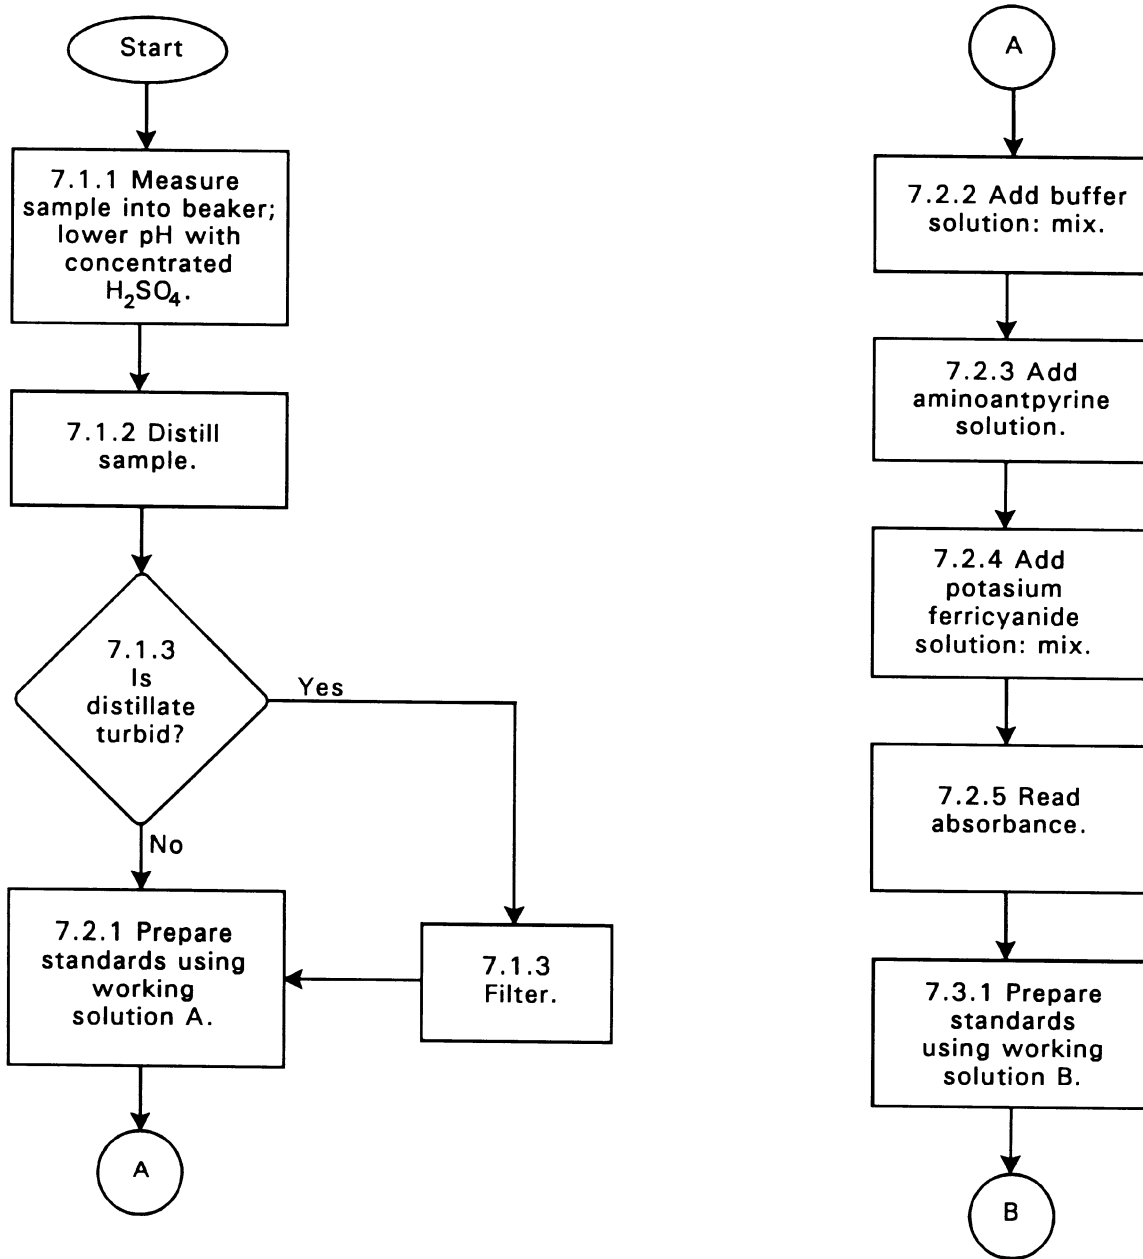 Start
7.1.1 Measure
sample into beaker;
lower pH with
concentrated
H₂SO₄.
7.1.2 Distill
sample.
7.1.3
Is
distillate
turbid?
Yes
No
7.2.1 Prepare
standards using
working
solution A.
7.1.3
Filter.
A
A
7.2.2 Add buffer
solution: mix.
7.2.3 Add
aminoantpyrine
solution.
7.2.4 Add
potasium
ferricyanide
solution: mix.
7.2.5 Read
absorbance.
7.3.1 Prepare
standards
using working
solution B.
B